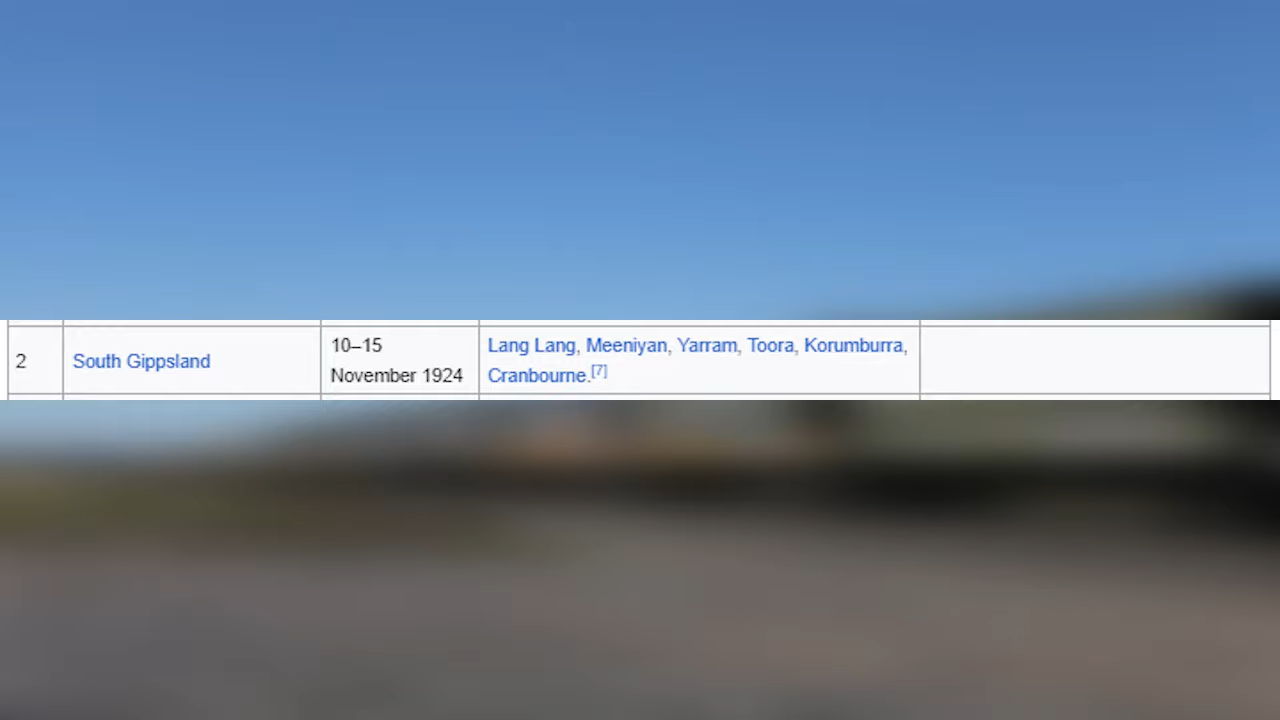 2
South Gippsland
10–15
November 1924
Lang Lang, Meeniyan, Yarram, Toora, Korumburra,
Cranbourne.[7]